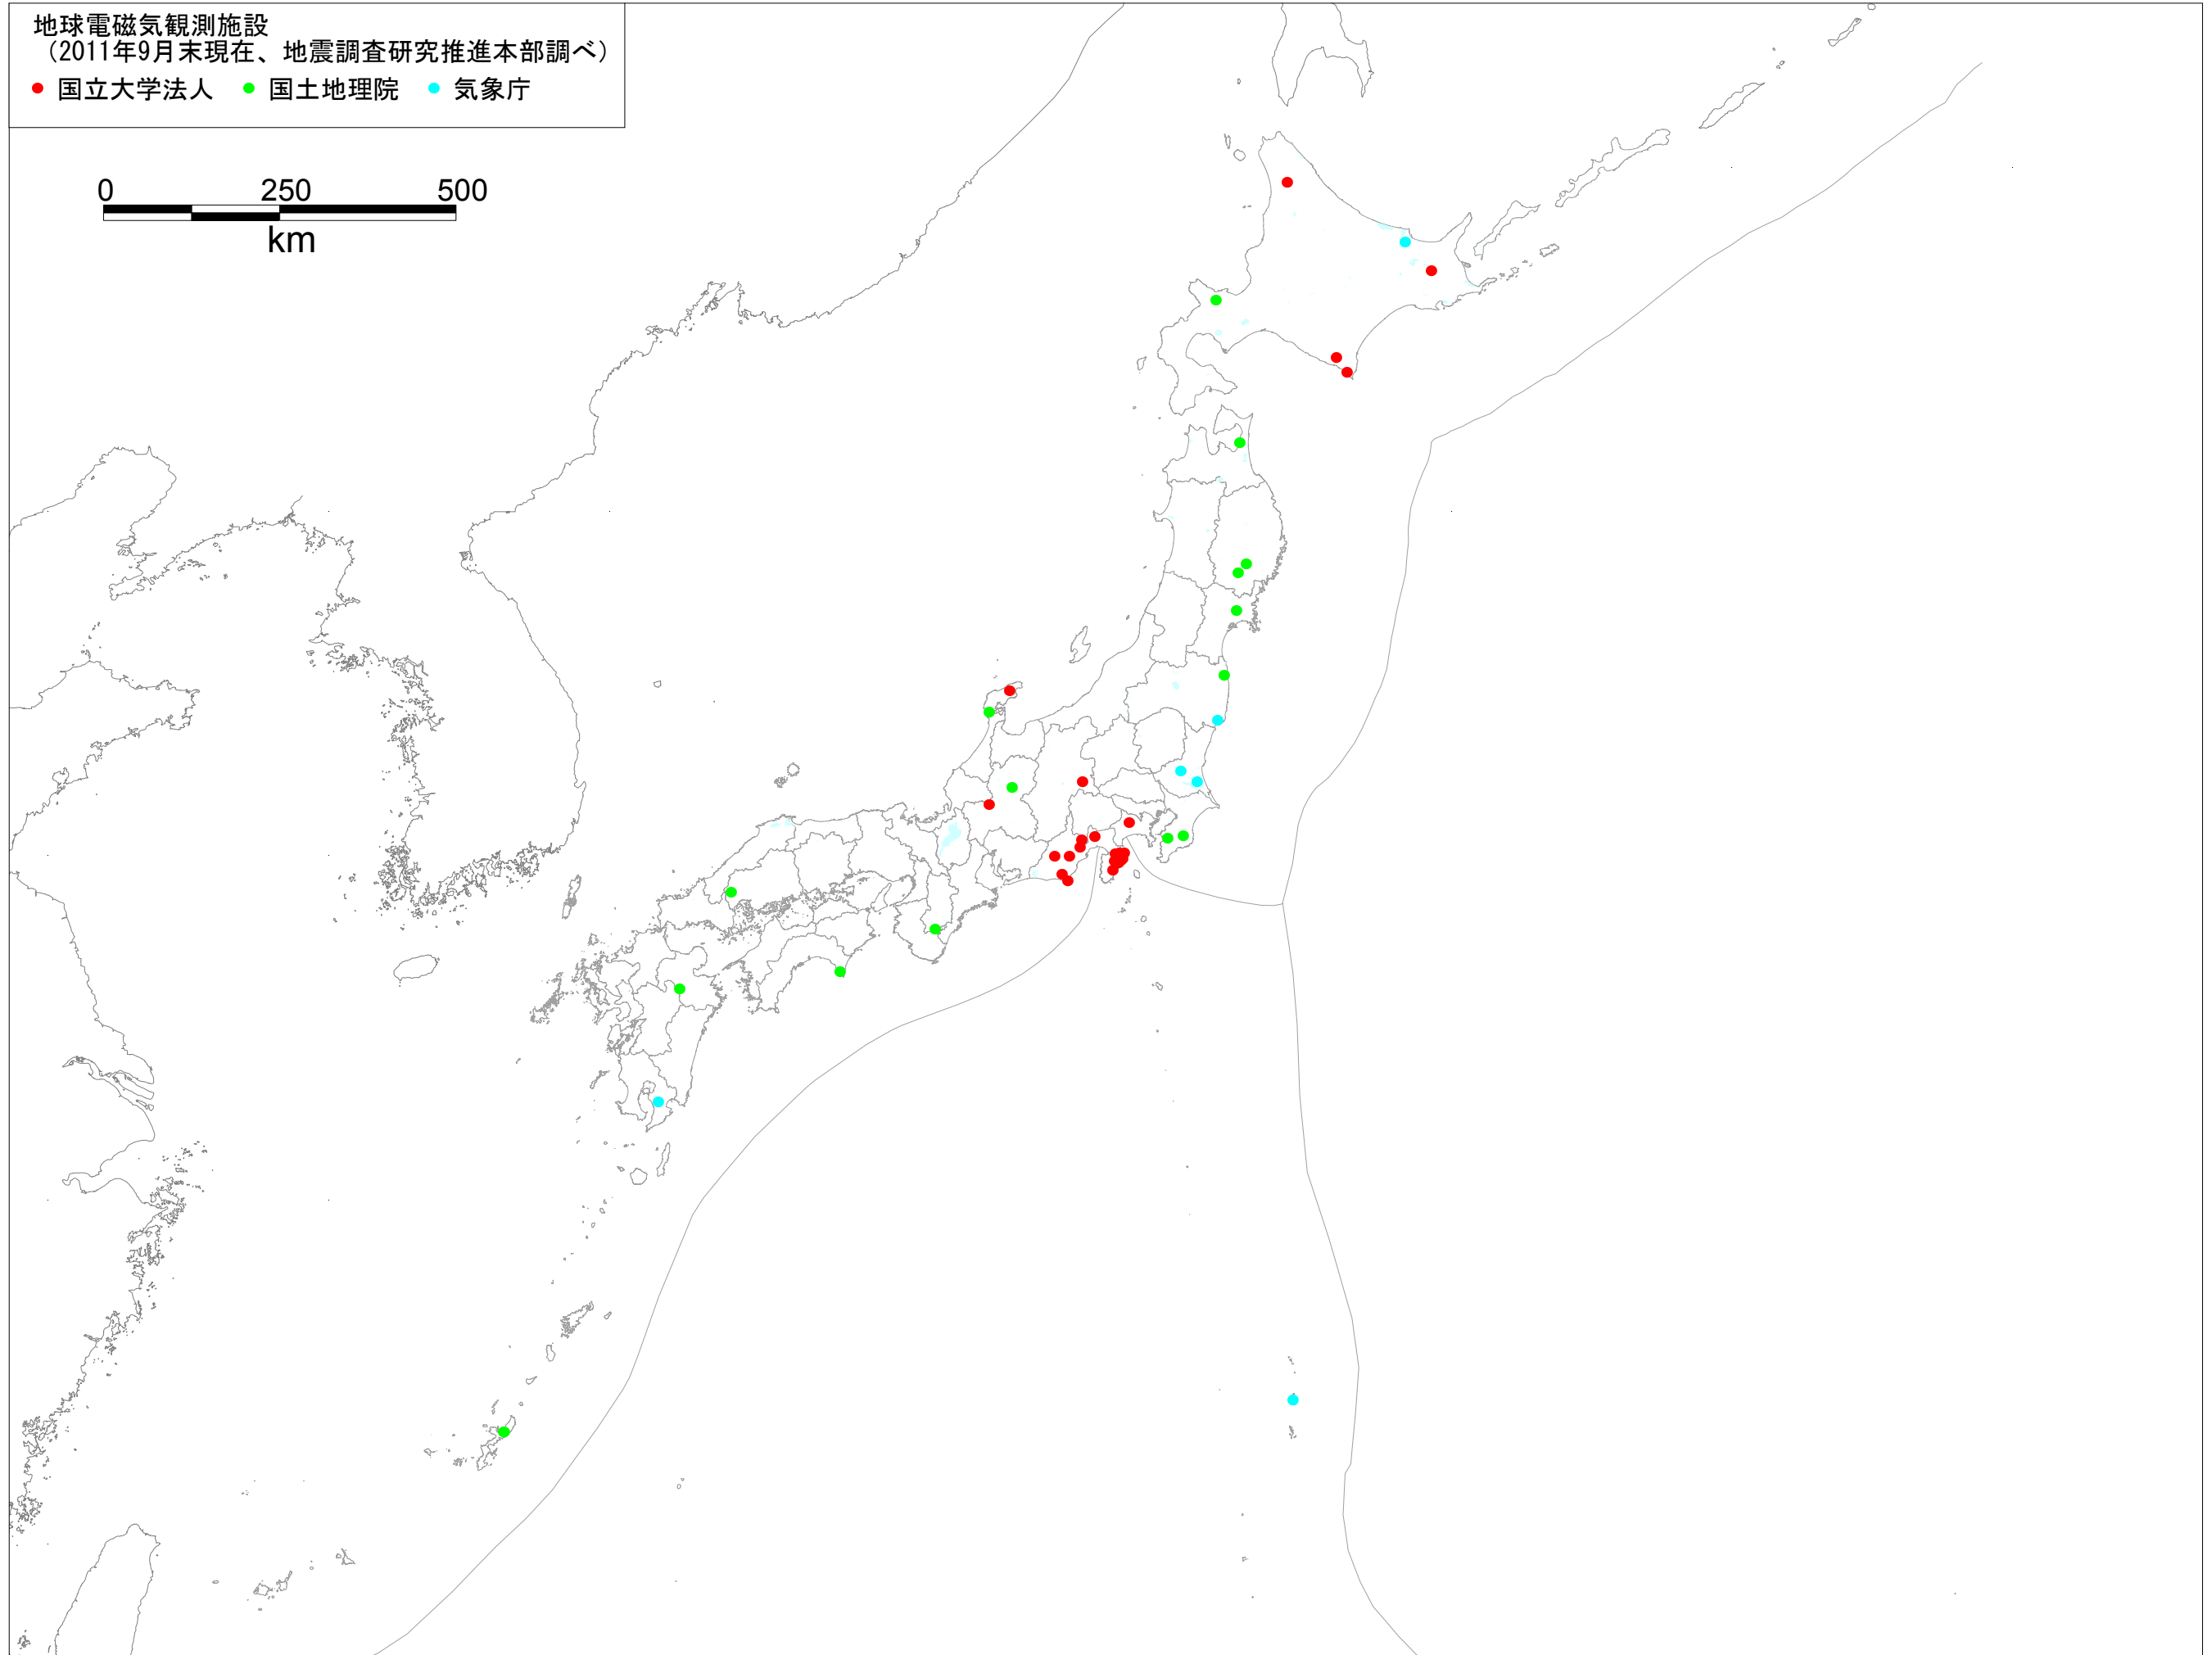 地球電磁気観測施設
（2011年9月末現在、地震調査研究推進本部調べ）
国立大学法人 国土地理院 気象庁
0 250 500
km